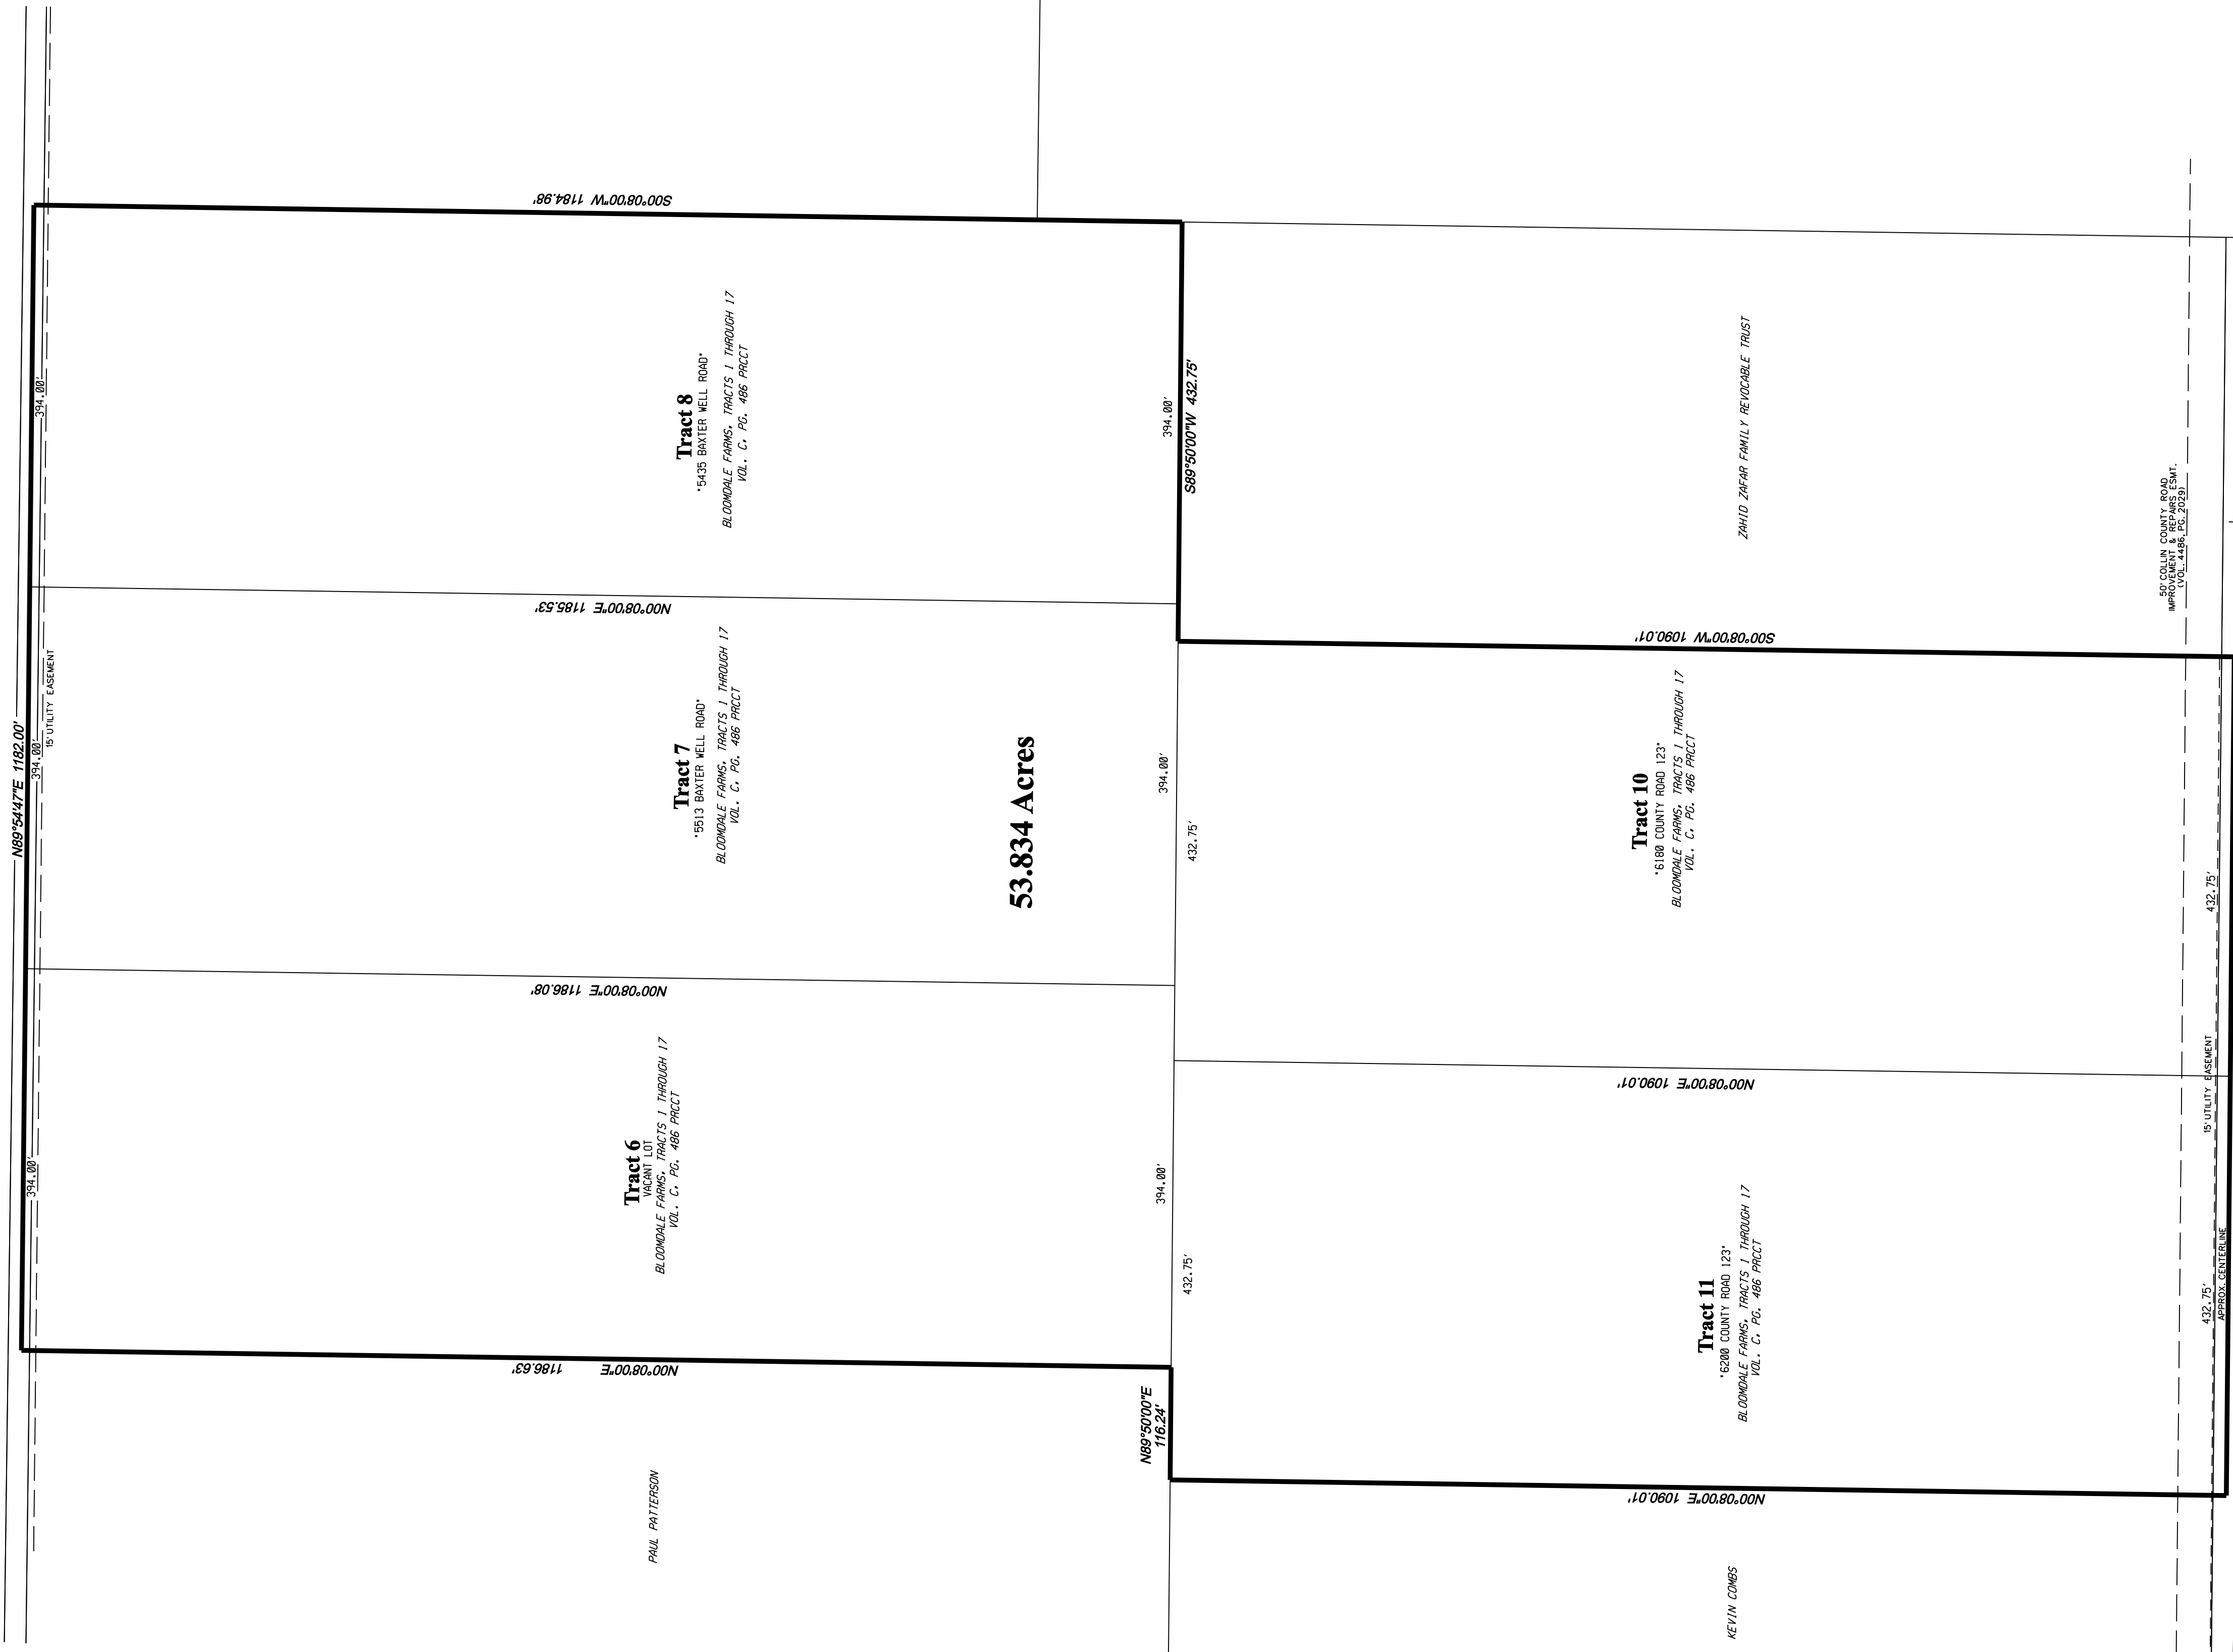 N89°54'47"E 1182.00'
394.00'
394.00'
394.00'
15' UTILITY EASEMENT
S00°08'00"W 1184.98'
Tract 8
"5435 BAXTER WELL ROAD"
BLOOMDALE FARMS, TRACTS 1 THROUGH 17
VOL. C, PG. 486 PRCCT
394.00'
S89°50'00"W 432.75'
N00°08'00"E 1185.53'
Tract 7
"5513 BAXTER WELL ROAD"
BLOOMDALE FARMS, TRACTS 1 THROUGH 17
VOL. C, PG. 486 PRCCT
53.834 Acres
394.00'
432.75'
N00°08'00"E 1186.08'
Tract 6
VACANT LOT
BLOOMDALE FARMS, TRACTS 1 THROUGH 17
VOL. C, PG. 486 PRCCT
394.00'
432.75'
N00°08'00"E 1186.63'
N89°50'00"E
116.24'
PAUL PATTERSON
ZAHID ZAFAR FAMILY REVOCABLE TRUST
50' COLLIN COUNTY ROAD
IMPROVEMENT & REPAIRS ESMT.
(VOL. 4486, PG. 2029)
S00°08'00"W 1090.01'
Tract 10
"6180 COUNTY ROAD 123"
BLOOMDALE FARMS, TRACTS 1 THROUGH 17
VOL. C, PG. 486 PRCCT
432.75'
N00°08'00"E 1090.01'
15' UTILITY EASEMENT
Tract 11
"6200 COUNTY ROAD 123"
BLOOMDALE FARMS, TRACTS 1 THROUGH 17
VOL. C, PG. 486 PRCCT
432.75'
APPROX. CENTERLINE
N00°08'00"E 1090.01'
KEVIN COMBS